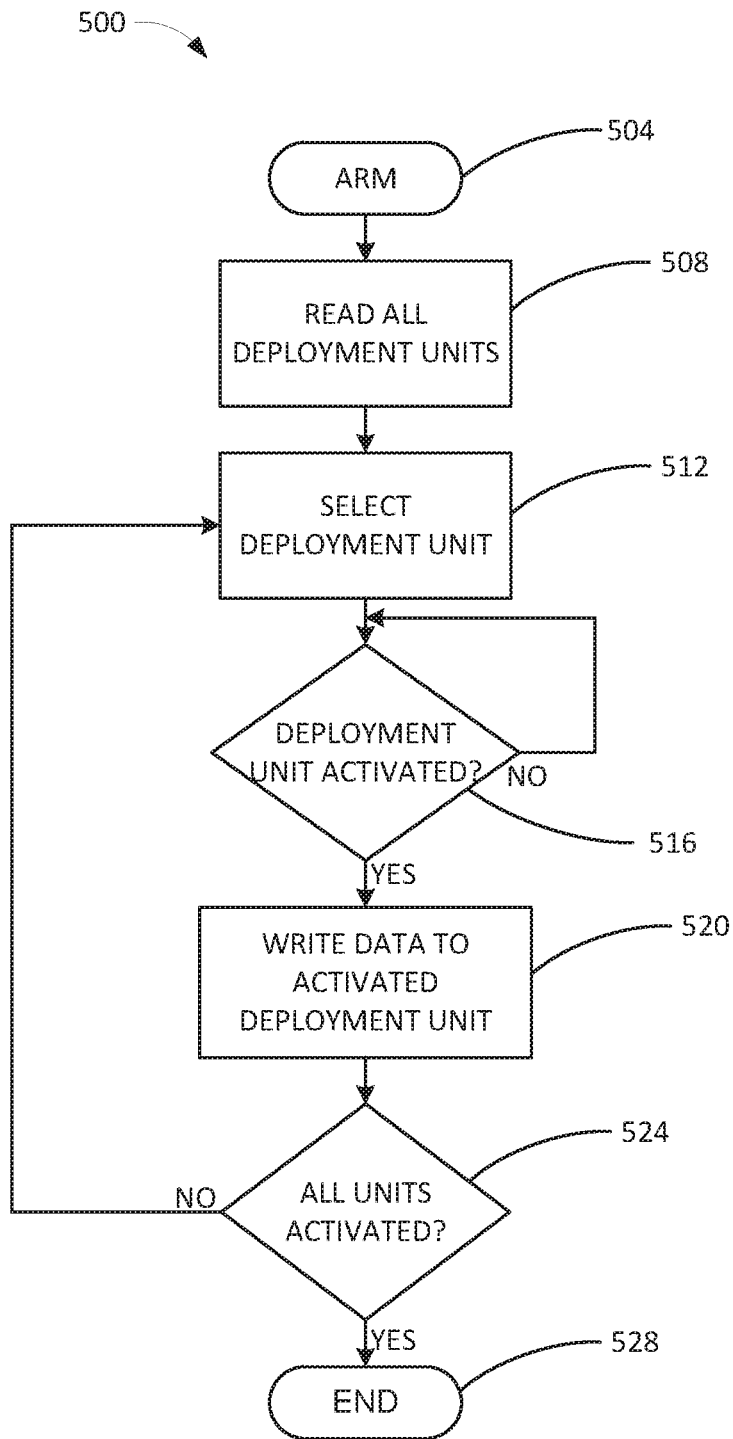 500
504
ARM
508
READ ALL
DEPLOYMENT UNITS
512
SELECT
DEPLOYMENT UNIT
DEPLOYMENT
UNIT ACTIVATED?
NO
516
YES
520
WRITE DATA TO
ACTIVATED
DEPLOYMENT UNIT
524
NO
ALL UNITS
ACTIVATED?
YES
528
END